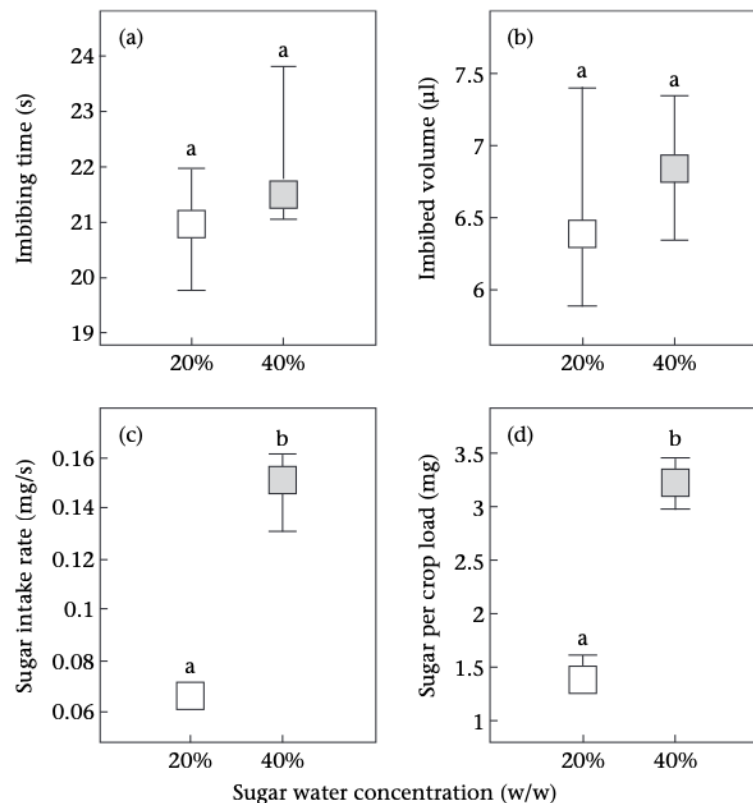 (a)
a
a
24
23
22
21
20
19
Imbibing time (s)
20%
40%
(b)
a
a
7.5
7
6.5
6
Imbibed volume (µl)
20%
40%
(c)
b
a
0.16
0.14
0.12
0.1
0.08
0.06
Sugar intake rate (mg/s)
20%
40%
(d)
b
a
3.5
3
2.5
2
1.5
1
Sugar per crop load (mg)
20%
40%
Sugar water concentration (w/w)